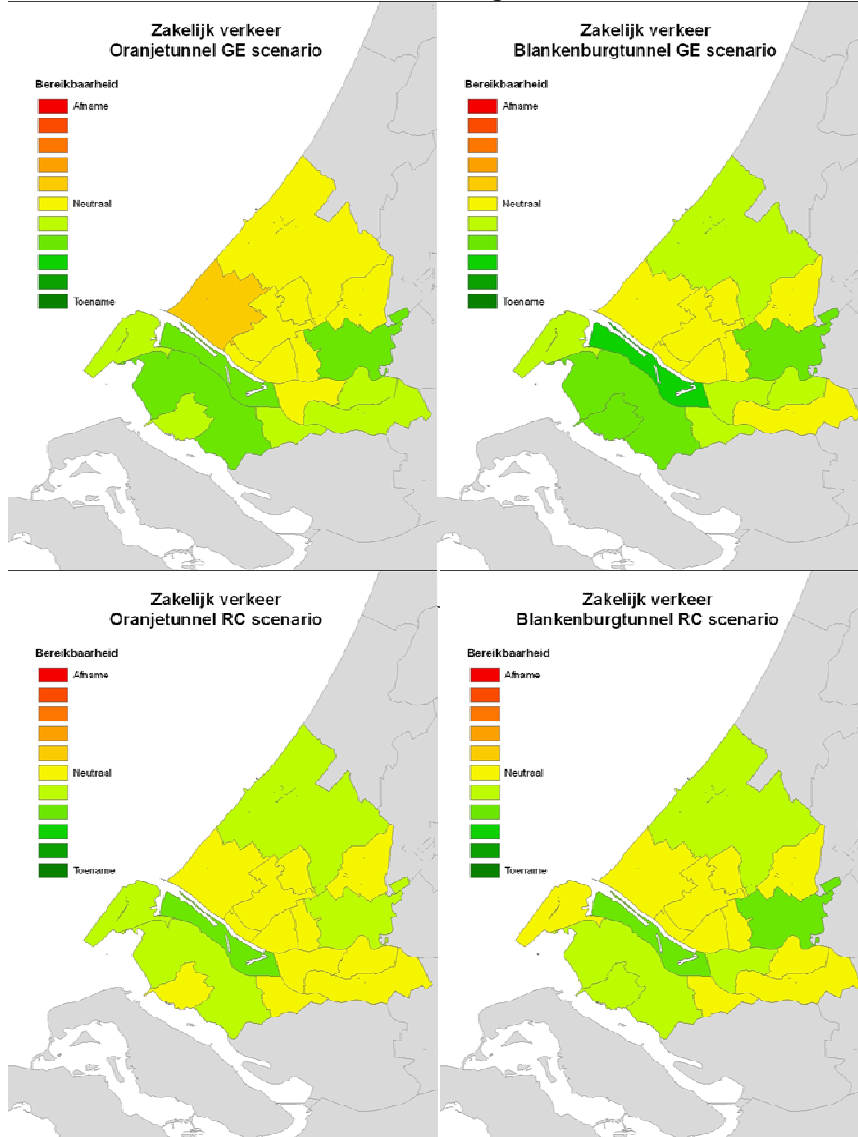 Zakelijk verkeer
Oranjetunnel GE scenario
Bereikbaarheid
Afname
Neutraal
Toename
Zakelijk verkeer
Blankenburgtunnel GE scenario
Bereikbaarheid
Afname
Neutraal
Toename
Zakelijk verkeer
Oranjetunnel RC scenario
Bereikbaarheid
Afname
Neutraal
Toename
Zakelijk verkeer
Blankenburgtunnel RC scenario
Bereikbaarheid
Afname
Neutraal
Toename